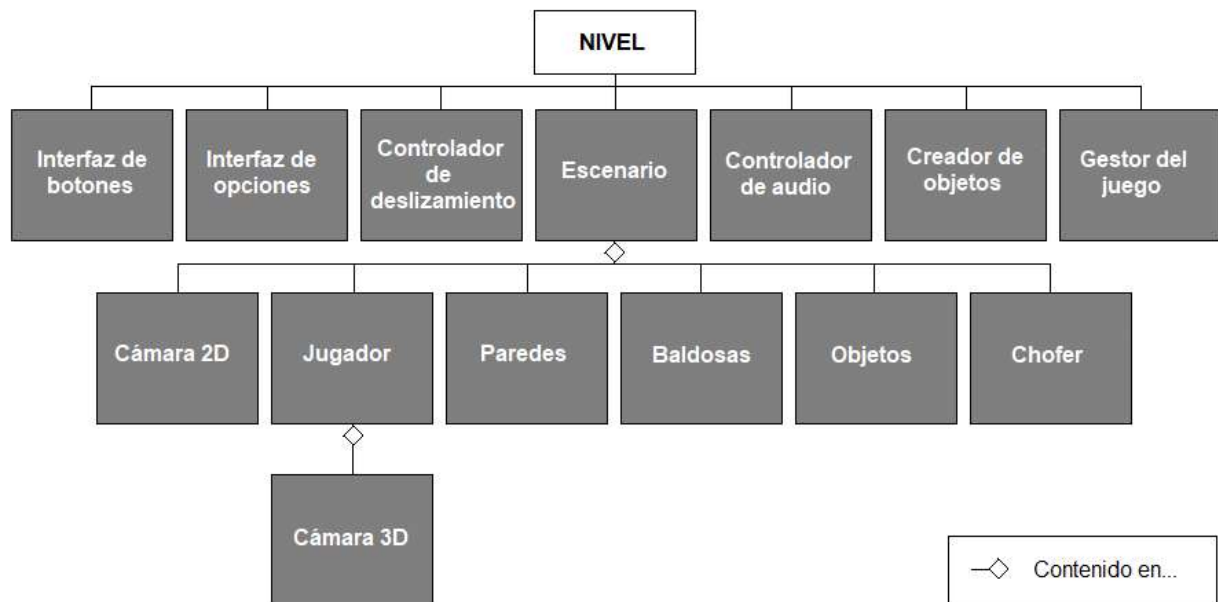 NIVEL
Interfaz de
botones
Interfaz de
opciones
Controlador
de
deslizamiento
Escenario
Controlador
de audio
Creador de
objetos
Gestor del
juego
Cámara 2D
Jugador
Paredes
Baldosas
Objetos
Chofer
Cámara 3D
Contenido en...